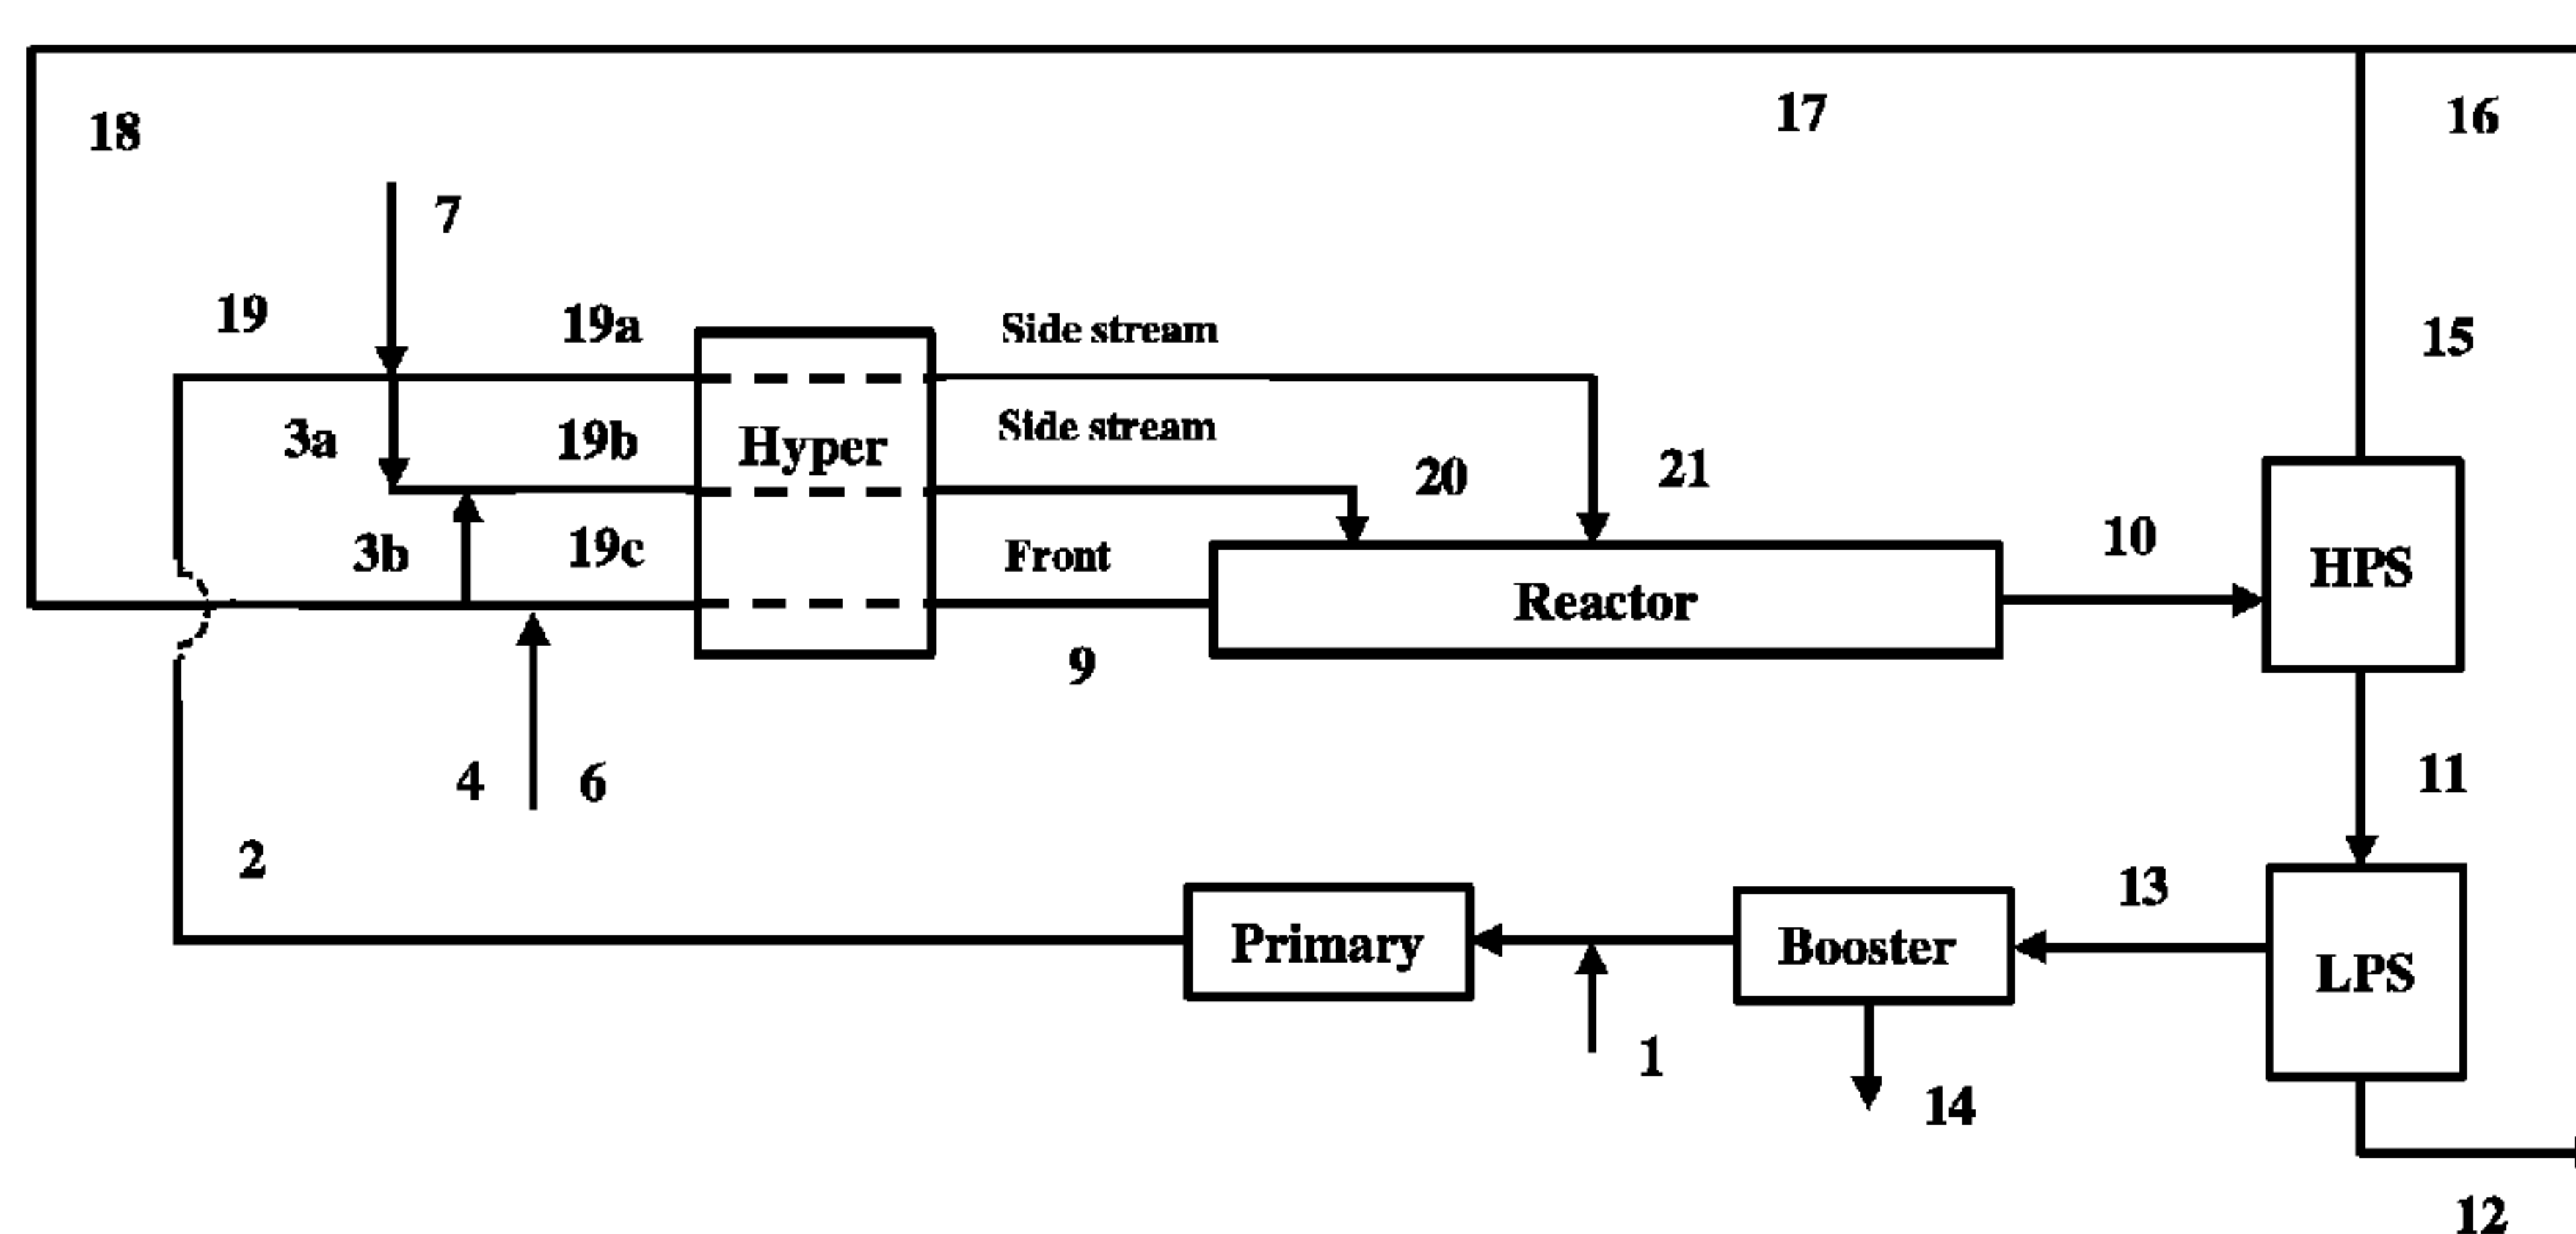 17
16
18
7
19
19a
Side stream
15
3a
19b
Hyper
Side stream
20
21
3b
19c
Front
10
HPS
Reactor
9
4
6
11
2
13
Primary
Booster
LPS
1
14
12